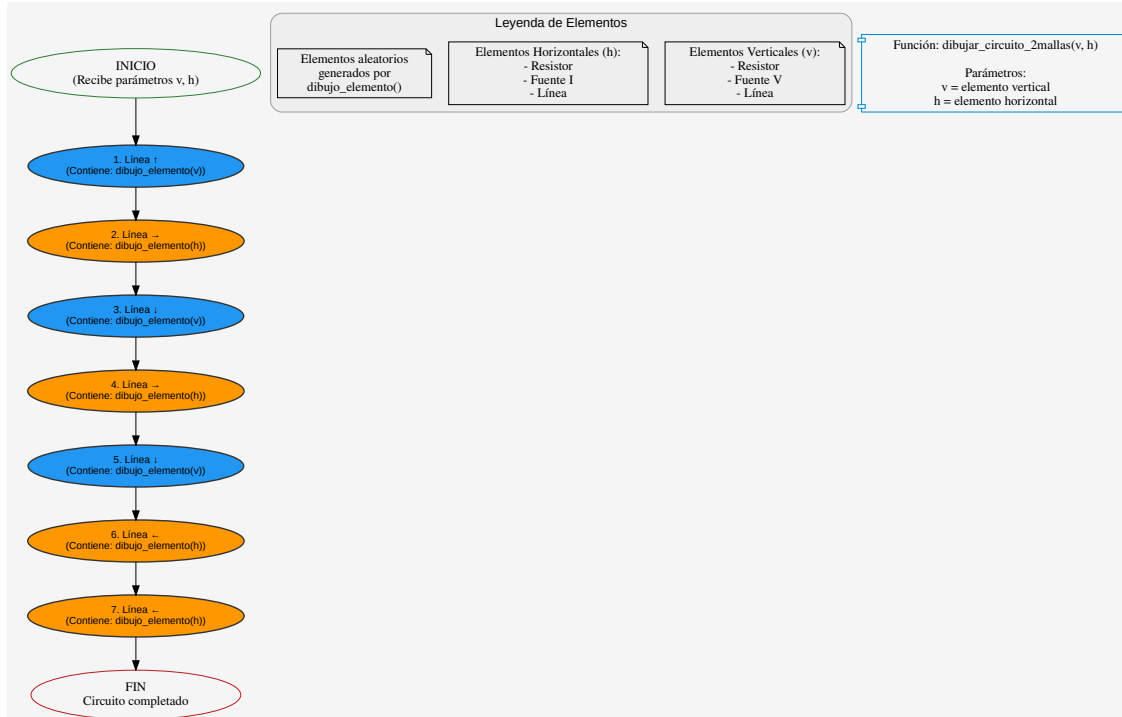 Leyenda de Elementos
INICIO
(Recibe parámetros v, h)
Elementos aleatorios
generados por
dibujo_elemento()
Elementos Horizontales (h):
- Resistor
- Fuente I
- Línea
Elementos Verticales (v):
- Resistor
- Fuente V
- Línea
Función: dibujar_circuito_2mallas(v, h)
Parámetros:
v = elemento vertical
h = elemento horizontal
1. Línea ↑
(Contiene: dibujo_elemento(v))
2. Línea →
(Contiene: dibujo_elemento(h))
3. Línea ↓
(Contiene: dibujo_elemento(v))
4. Línea →
(Contiene: dibujo_elemento(h))
5. Línea ↓
(Contiene: dibujo_elemento(v))
6. Línea ←
(Contiene: dibujo_elemento(h))
7. Línea ←
(Contiene: dibujo_elemento(h))
FIN
Circuito completado